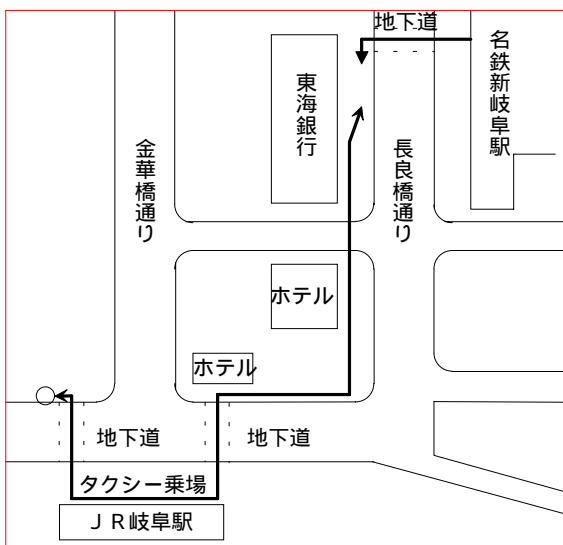 地下道
名鉄新岐阜駅
東海銀行
長良橋通り
金華橋通り
ホテル
ホテル
地下道
地下道
タクシー乗場
ＪＲ岐阜駅